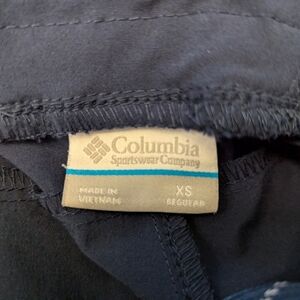 Columbia
Sportswear Company
MADE IN
VIETNAM
XS
REGULAR